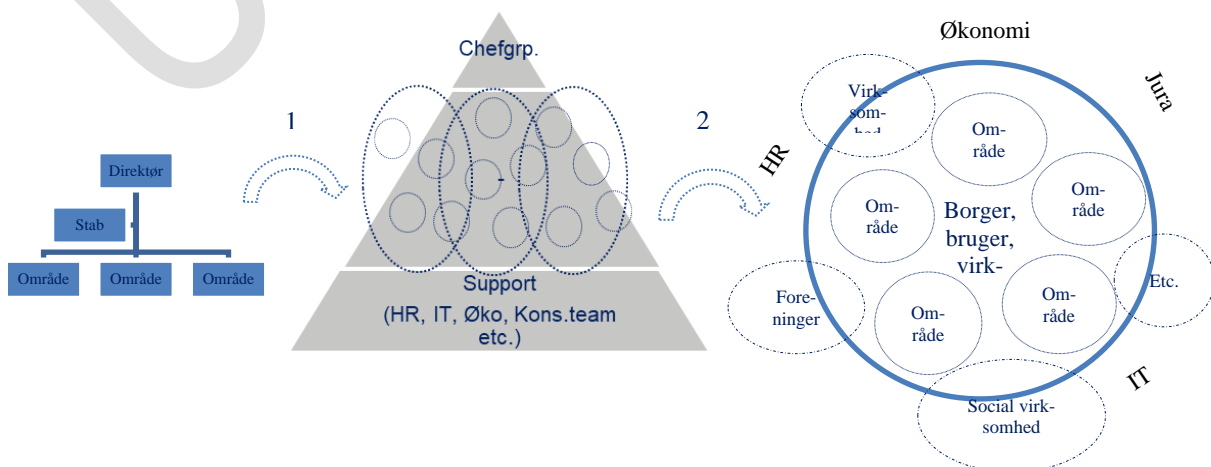 Direktør
Stab
Område
Område
Område
1
Chefgrp.
-
Support
(HR, IT, Øko, Kons.team
etc.)
2
Økonomi
Jura
HR
IT
Virk-
som-
hed
Om-
råde
Om-
råde
Om-
råde
Borger,
bruger,
virk-
Om-
råde
Om-
råde
Fore-
ninger
Etc.
Social virk-
somhed